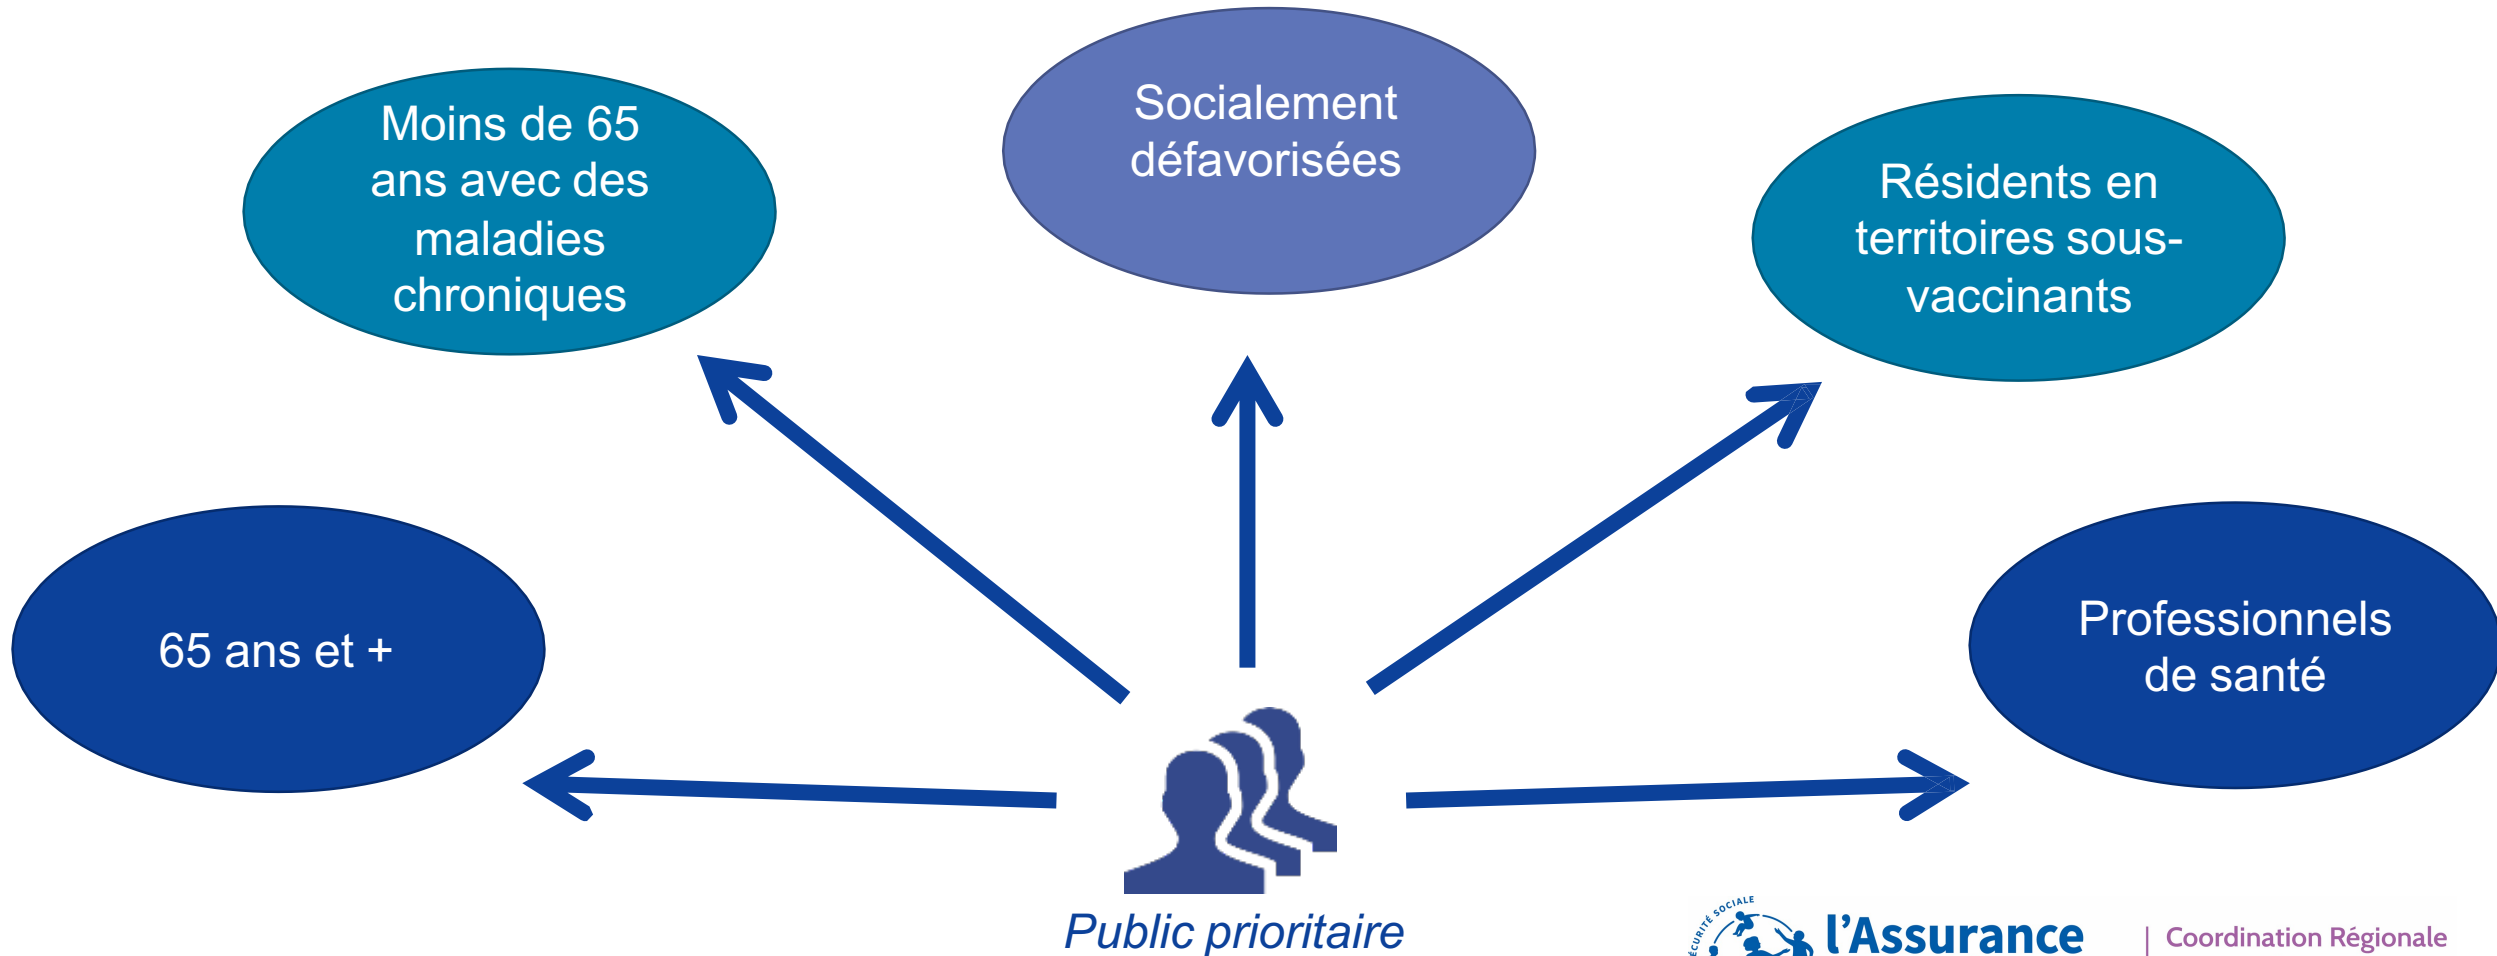 Socialement
défavorisées
Moins de 65
ans avec des
maladies
chroniques
Résidents en
territoires sous-
vaccinants
65 ans et +
Professionnels
de santé
Public prioritaire
SÉCURITÉ SOCIALE
l'Assurance
Coordination Régionale